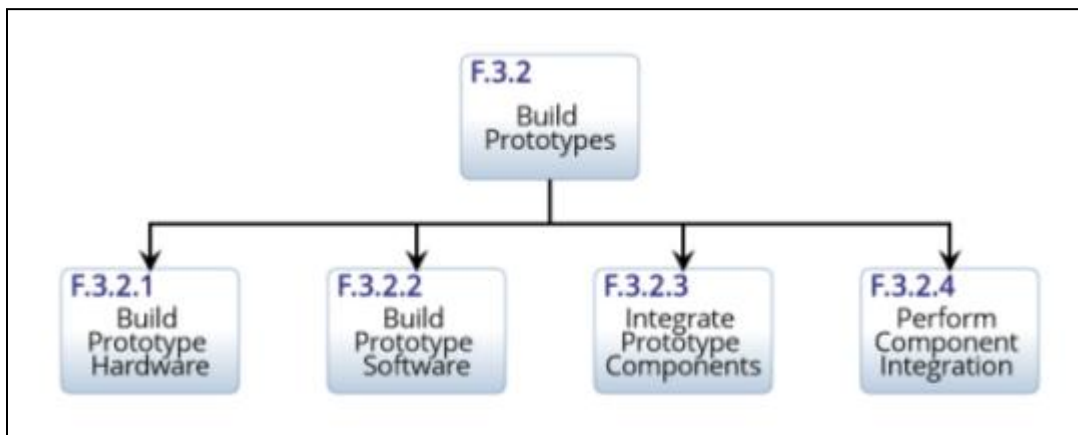 F.3.2
Build
Prototypes
F.3.2.1
Build
Prototype
Hardware
F.3.2.2
Build
Prototype
Software
F.3.2.3
Integrate
Prototype
Components
F.3.2.4
Perform
Component
Integration